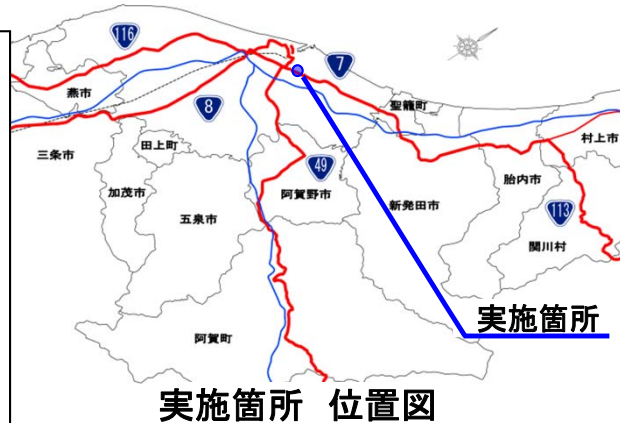 116
7
燕市
8
聖籠町
三条市
田上町
49
村上市
加茂市
阿賀野市
新発田市
胎内市
五泉市
113
関川村
実施箇所
阿賀町
実施箇所 位置図